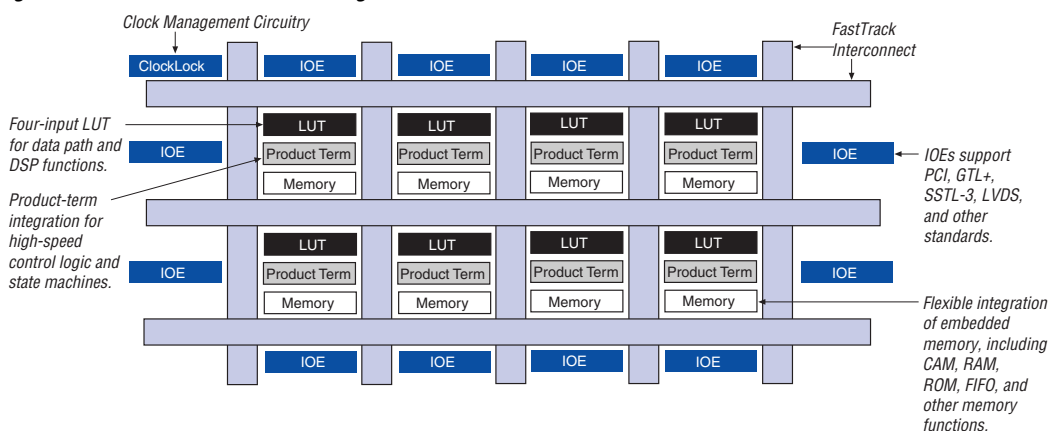 Clock Management Circuitry
FastTrack
Interconnect
ClockLock
IOE
IOE
IOE
IOE
Four-input LUT
for data path and
DSP functions.
LUT
LUT
LUT
LUT
IOE
Product Term
Product Term
Product Term
Product Term
IOE
Memory
Memory
Memory
Memory
IOEs support
PCI, GTL+,
SSTL-3, LVDS,
and other
standards.
Product-term
integration for
high-speed
control logic and
state machines.
LUT
LUT
LUT
LUT
IOE
Product Term
Product Term
Product Term
Product Term
IOE
Memory
Memory
Memory
Memory
Flexible integration
of embedded
memory, including
CAM, RAM,
ROM, FIFO, and
other memory
functions.
IOE
IOE
IOE
IOE